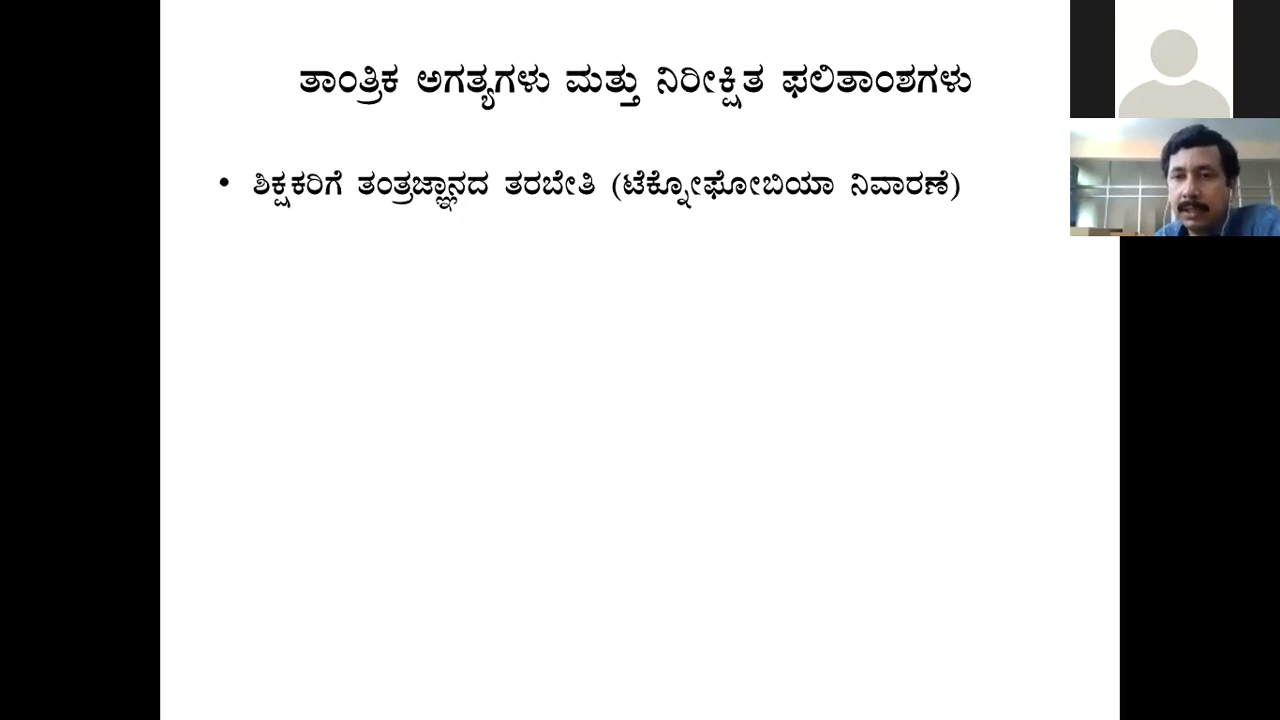 ತಾಂತ್ರಿಕ ಅಗತ್ಯಗಳು ಮತ್ತು ನಿರೀಕ್ಷಿತ ಫಲಿತಾಂಶಗಳು
• ಶಿಕ್ಷಕರಿಗೆ ತಂತ್ರಜ್ಞಾನದ ತರಬೇತಿ (ಟೆಕ್ನೋಫೋಬಿಯಾ ನಿವಾರಣೆ)